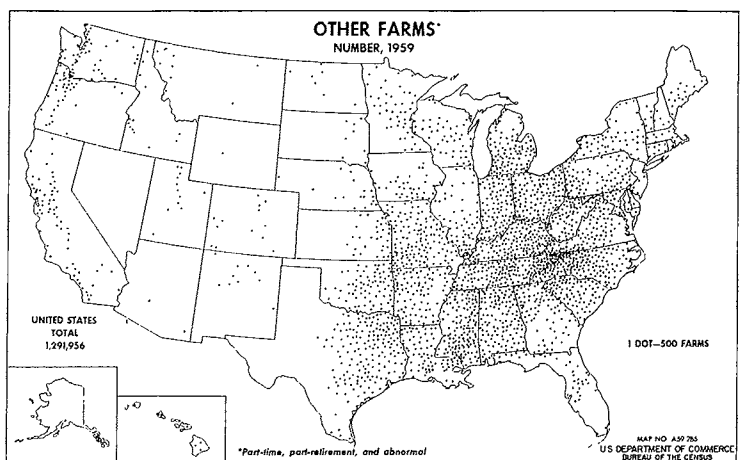 OTHER FARMS*
NUMBER, 1959
UNITED STATES
TOTAL
1,291,956
1 DOT—500 FARMS
*Part-time, part-retirement, and abnormal
MAP NO A59 785
U S DEPARTMENT OF COMMERCE
BUREAU OF THE CENSUS